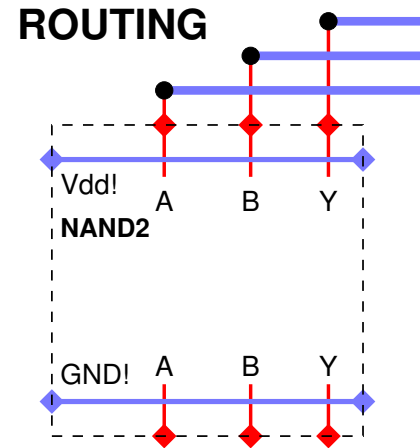 ROUTING
Vdd!
A B Y
NAND2
GND!
A B Y